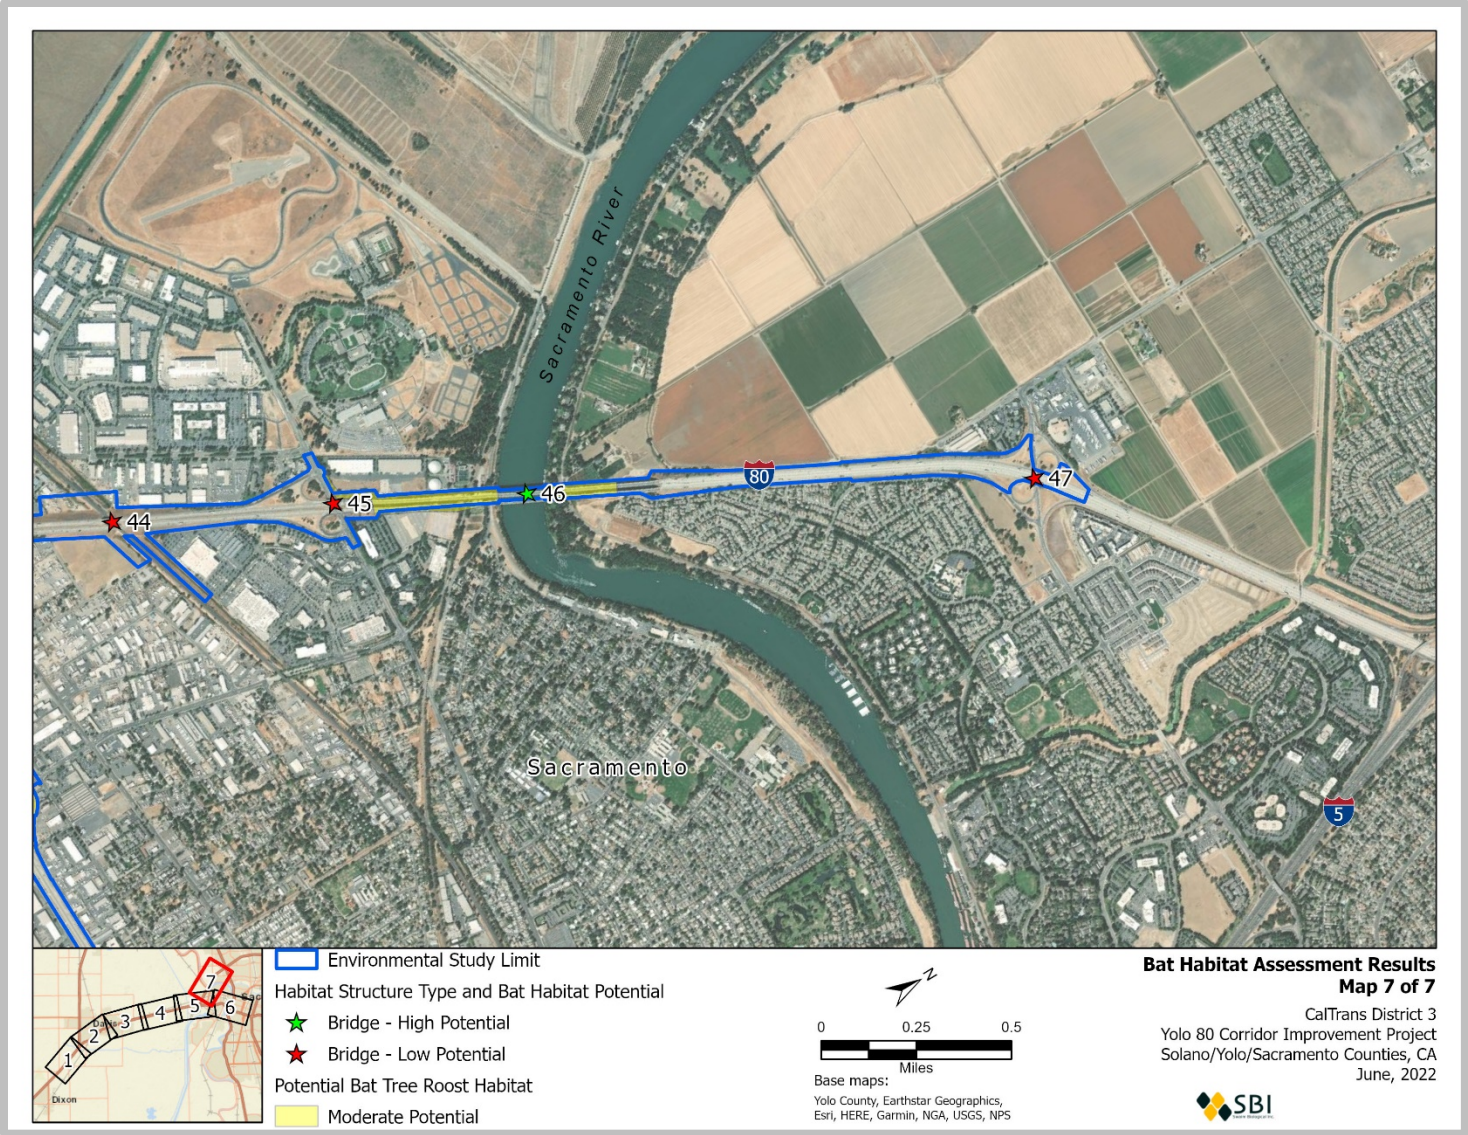 Sacramento River
80
44
45
46
47
Sacramento
5
7
5
6
4
3
2
1
Davis
Sac
Dixon
Environmental Study Limit
Habitat Structure Type and Bat Habitat Potential
Bridge - High Potential
Bridge - Low Potential
Potential Bat Tree Roost Habitat
Moderate Potential
N
0 0.25 0.5
Miles
Base maps:
Yolo County, Earthstar Geographics,
Esri, HERE, Garmin, NGA, USGS, NPS
Bat Habitat Assessment Results
Map 7 of 7
CalTrans District 3
Yolo 80 Corridor Improvement Project
Solano/Yolo/Sacramento Counties, CA
June, 2022
SBI